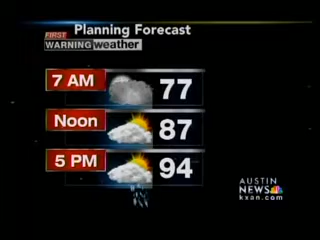 Planning Forecast
FIRST
WARNING weather
7 AM 77
Noon 87
5 PM 94
AUSTIN
NEWS
kxan.com